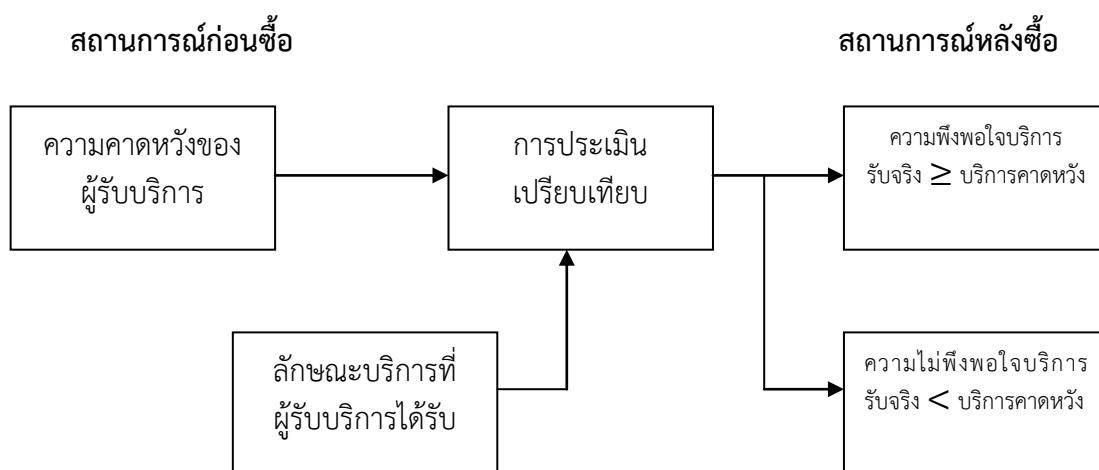 สถานการณ์ก่อนซื้อ
สถานการณ์หลังซื้อ
ความคาดหวังของ
ผู้รับบริการ
การประเมิน
เปรียบเทียบ
ความพึงพอใจบริการ
รับจริง ≥ บริการคาดหวัง
ลักษณะบริการที่
ผู้รับบริการได้รับ
ความไม่พึงพอใจบริการ
รับจริง < บริการคาดหวัง